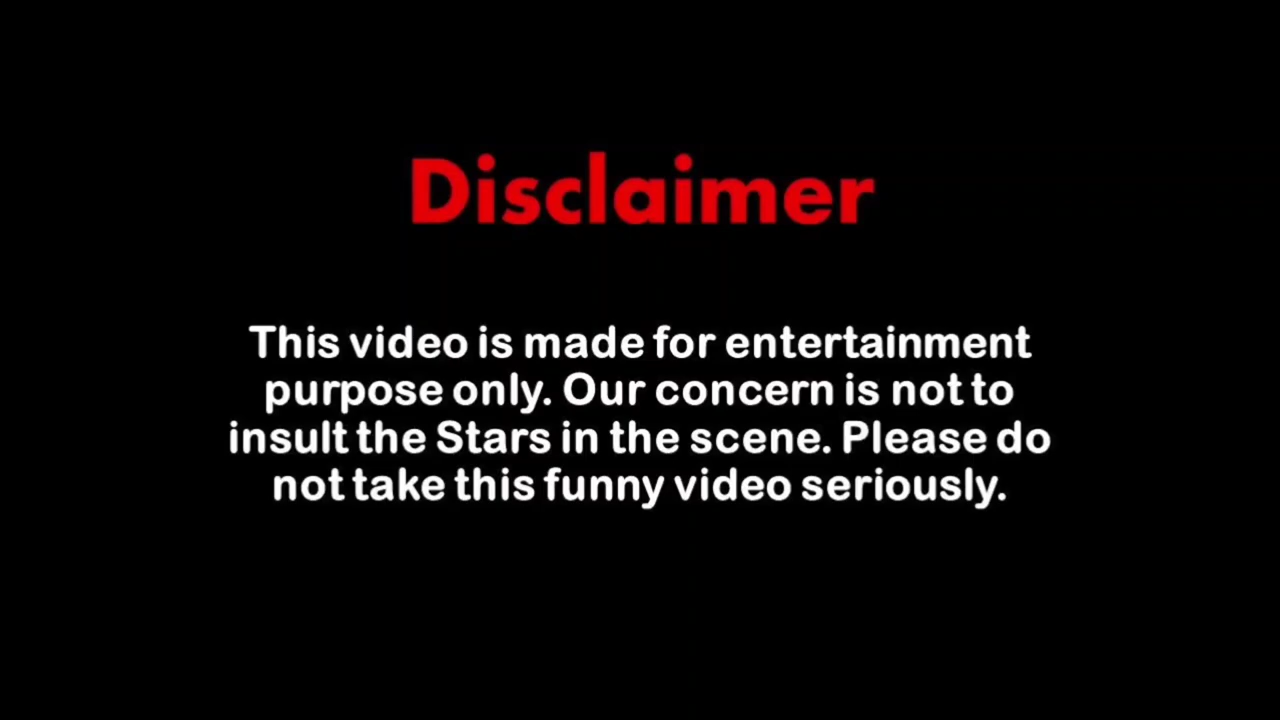 Disclaimer
This video is made for entertainment
purpose only. Our concern is not to
insult the Stars in the scene. Please do
not take this funny video seriously.